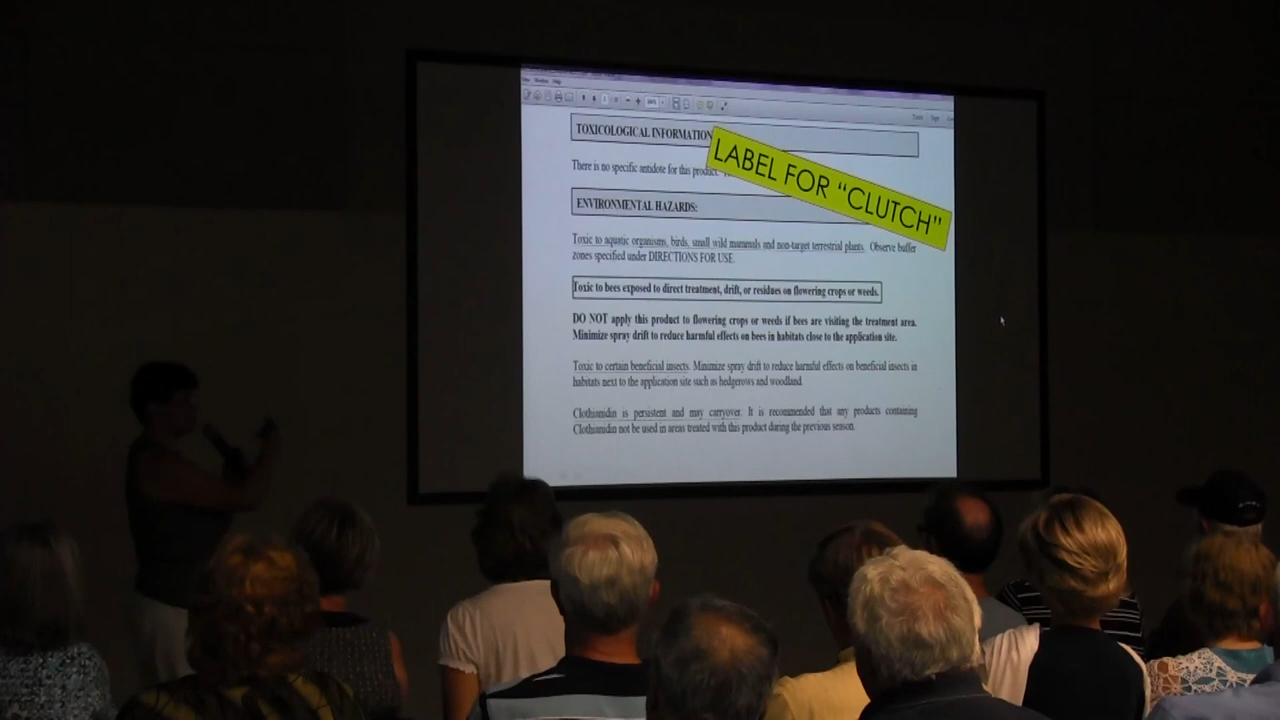 Window Help
Tools Sign
TOXICOLOGICAL INFORMATION
LABEL FOR "CLUTCH"
There is no specific antidote for this product.
ENVIRONMENTAL HAZARDS:
Toxic to aquatic organisms, birds, small wild mammals and non-target terrestrial plants. Observe buffer
zones specified under DIRECTIONS FOR USE.
Toxic to bees exposed to direct treatment, drift, or residues on flowering crops or weeds.
DO NOT apply this product to flowering crops or weeds if bees are visiting the treatment area.
Minimize spray drift to reduce harmful effects on bees in habitats close to the application site.
Toxic to certain beneficial insects. Minimize spray drift to reduce harmful effects on beneficial insects in
habitats next to the application site such as hedgerows and woodland.
Clothianidin is persistent and may carryover. It is recommended that any products containing
Clothianidin not be used in areas treated with this product during the previous season.